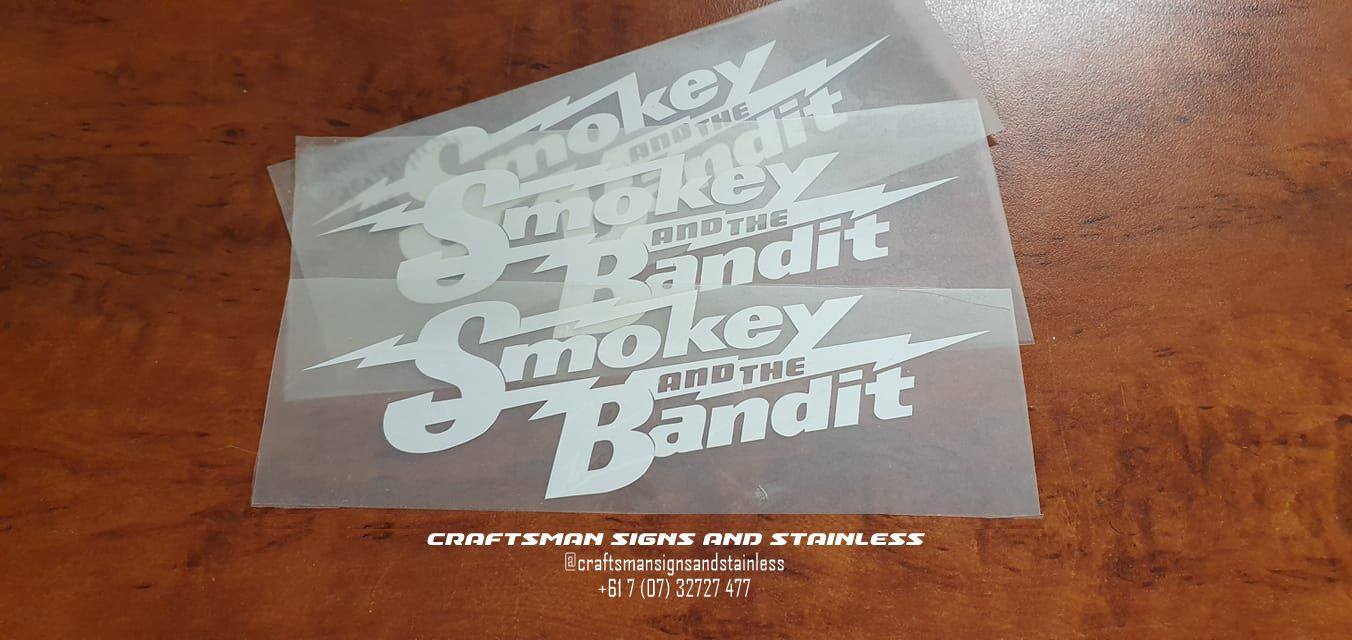 Smokey
AND THE
Bandit
Smokey
AND THE
Bandit
Smokey
AND THE
Bandit
CRAFTSMAN SIGNS AND STAINLESS
@craftsmansignsandstainless
+61 7 (07) 32727 477